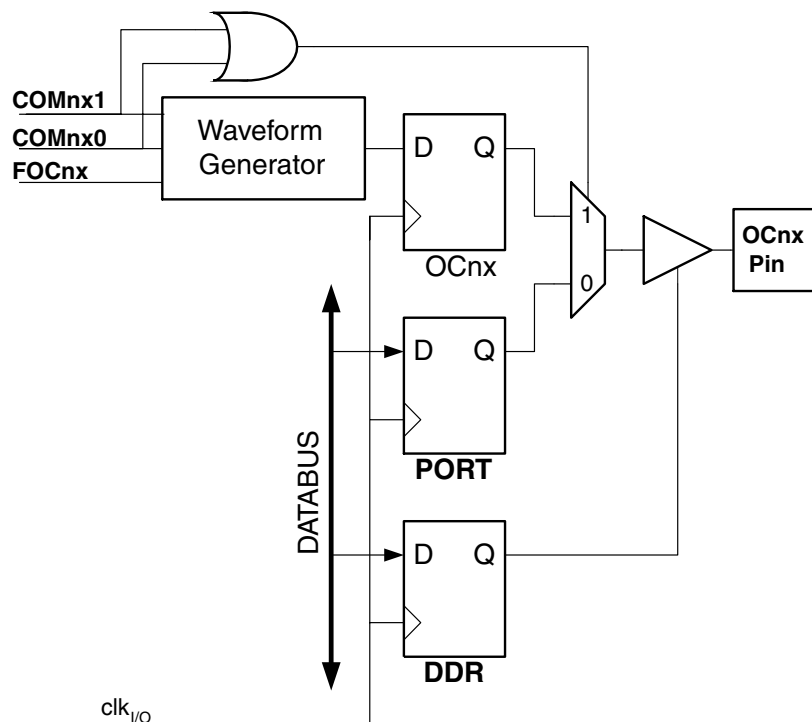 COMnx1
COMnx0
FOCnx
Waveform
Generator
D Q
OCnx
1
0
OCnx
Pin
D Q
PORT
DATABUS
D Q
DDR
clkI/O